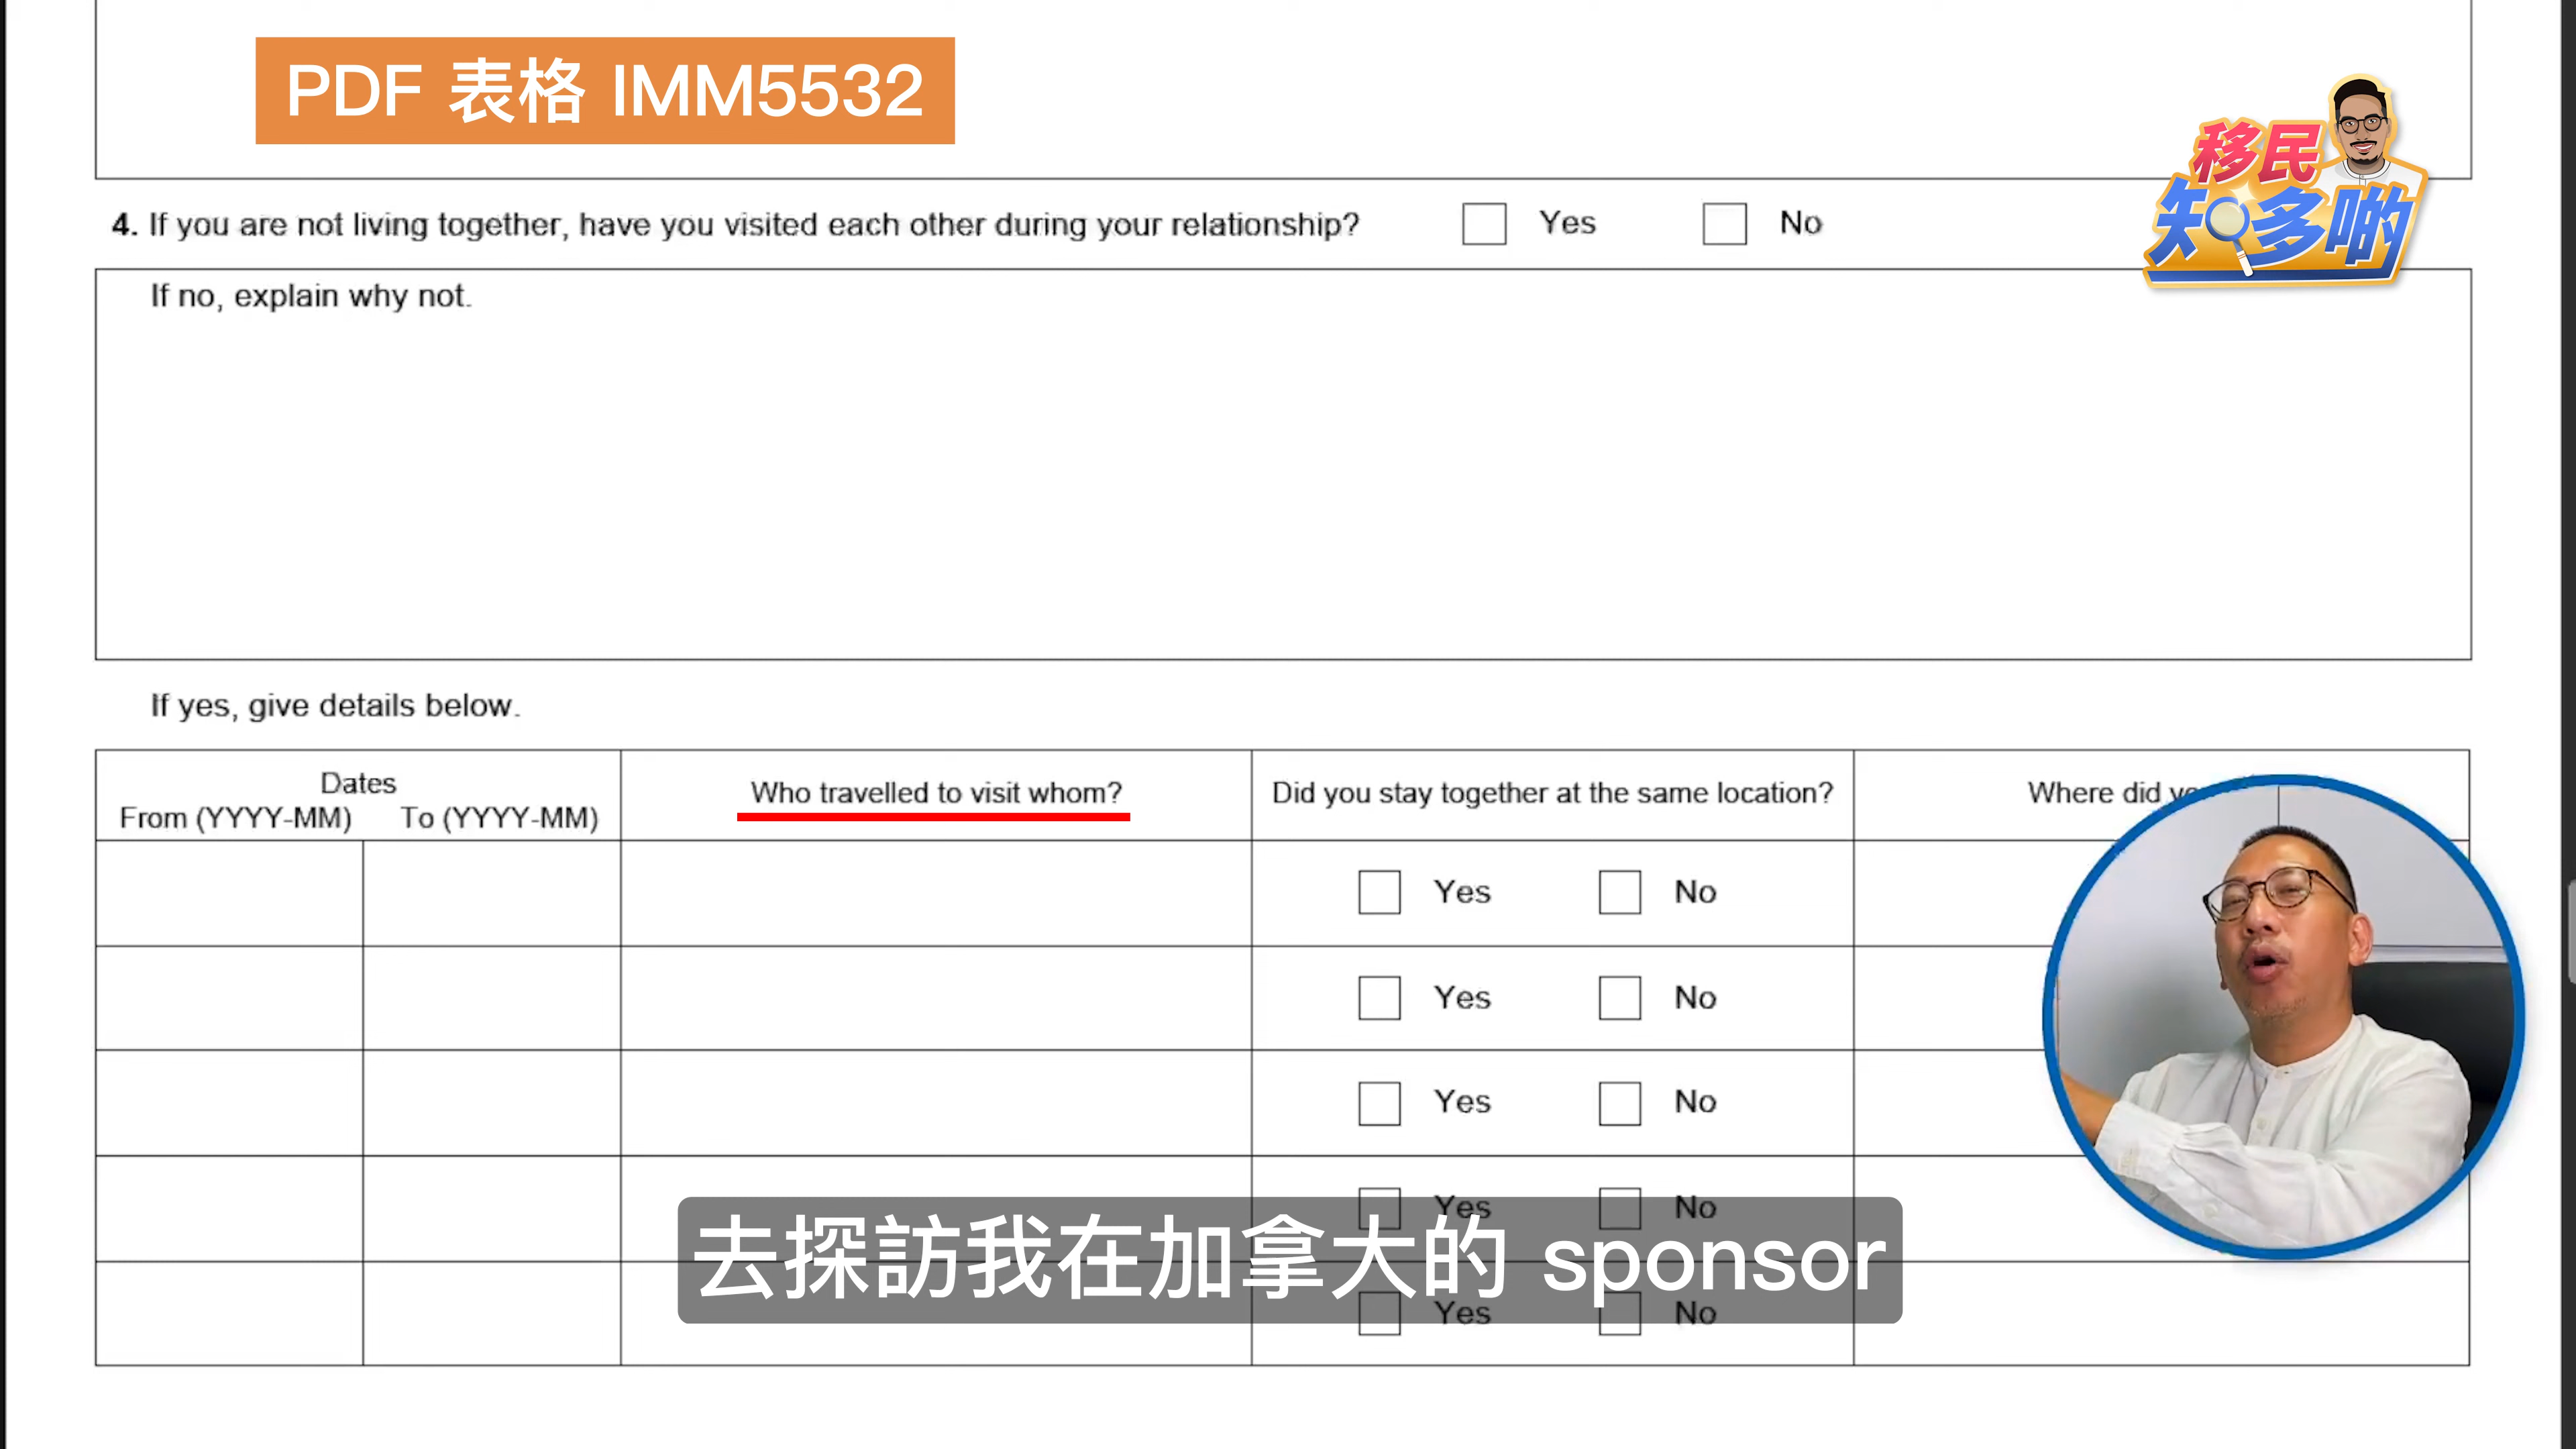 PDF 表格 IMM5532
移民
知多啲
4. If you are not living together, have you visited each other during your relationship?
Yes
No
If no, explain why not.
If yes, give details below.
Dates
From (YYYY-MM)
To (YYYY-MM)
Who travelled to visit whom?
Did you stay together at the same location?
Where did
Yes
No
Yes
No
Yes
No
Yes
No
去探訪我在加拿大的 sponsor
Yes
No